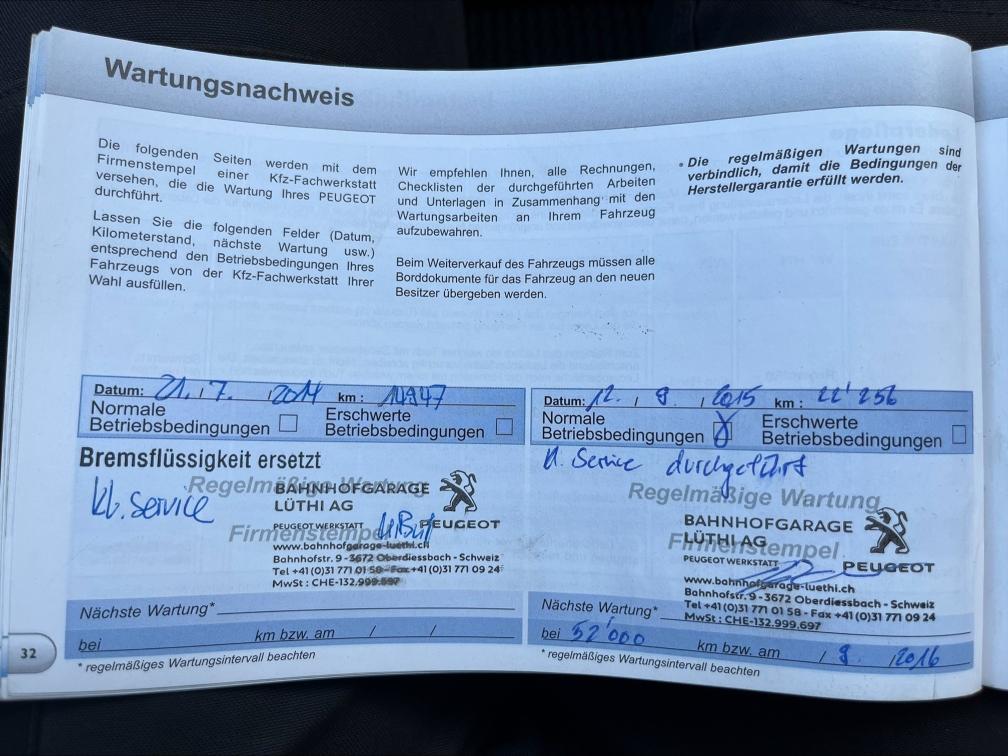 Wartungsnachweis
Die folgenden Seiten werden mit dem
Firmenstempel einer Kfz-Fachwerkstatt
versehen, die die Wartung Ihres PEUGEOT
durchführt.
Lassen Sie die folgenden Felder (Datum,
Kilometerstand, nächste Wartung usw.)
entsprechend den Betriebsbedingungen Ihres
Fahrzeugs von der Kfz-Fachwerkstatt Ihrer
Wahl ausfüllen.
Wir empfehlen Ihnen, alle Rechnungen,
Checklisten der durchgeführten Arbeiten
und Unterlagen in Zusammenhang mit den
Wartungsarbeiten an Ihrem Fahrzeug
aufzubewahren.
Beim Weiterverkauf des Fahrzeugs müssen alle
Borddokumente für das Fahrzeug an den neuen
Besitzer übergeben werden.
Die regelmäßigen Wartungen sind
verbindlich, damit die Bedingungen der
Herstellergarantie erfüllt werden.
Datum: 21. / 7. / 2014 km : 14947
Normale
Betriebsbedingungen
Erschwerte
Betriebsbedingungen
Bremsflüssigkeit ersetzt
kl. Service
Regelmäßige Wartung
Firmenstempel
BAHNHOFGARAGE
LÜTHI AG
PEUGEOT WERKSTATT PEUGEOT
www.bahnhofgarage-luethi.ch
Bahnhofstr. 9 - 3672 Oberdiessbach - Schweiz
Tel +41 (0)31 771 01 58 - Fax +41 (0)31 771 09 24
MwSt : CHE-132.999.697
Nächste Wartung*
bei km bzw. am / /
* regelmäßiges Wartungsintervall beachten
Datum: 12. / 8. / 2015 km : 22'256
Normale
Betriebsbedingungen
Erschwerte
Betriebsbedingungen
kl. Service durchgeführt
Regelmäßige Wartung
Firmenstempel
BAHNHOFGARAGE
LÜTHI AG
PEUGEOT WERKSTATT PEUGEOT
www.bahnhofgarage-luethi.ch
Bahnhofstr. 9 - 3672 Oberdiessbach - Schweiz
Tel +41 (0)31 771 01 58 - Fax +41 (0)31 771 09 24
MwSt : CHE-132.999.697
Nächste Wartung*
bei 52'000 km bzw. am / 8. / 2016
* regelmäßiges Wartungsintervall beachten
32